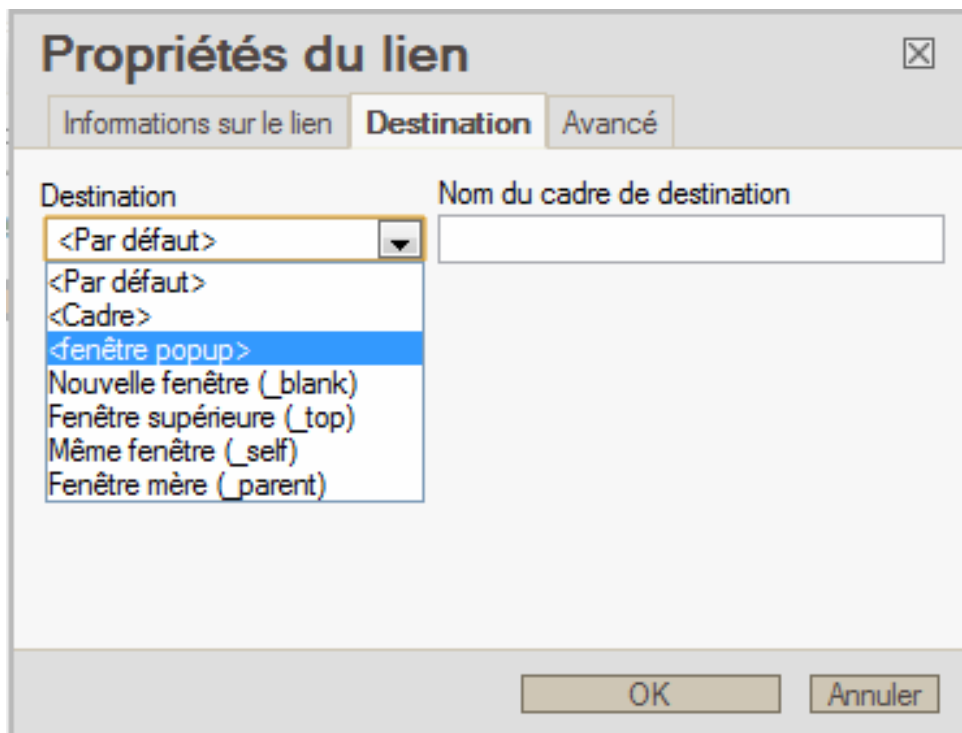 Propriétés du lien
Informations sur le lien Destination Avancé
Destination Nom du cadre de destination
<Par défaut>
<Par défaut>
<Cadre>
<fenêtre popup>
Nouvelle fenêtre (_blank)
Fenêtre supérieure (_top)
Même fenêtre (_self)
Fenêtre mère (_parent)
OK Annuler